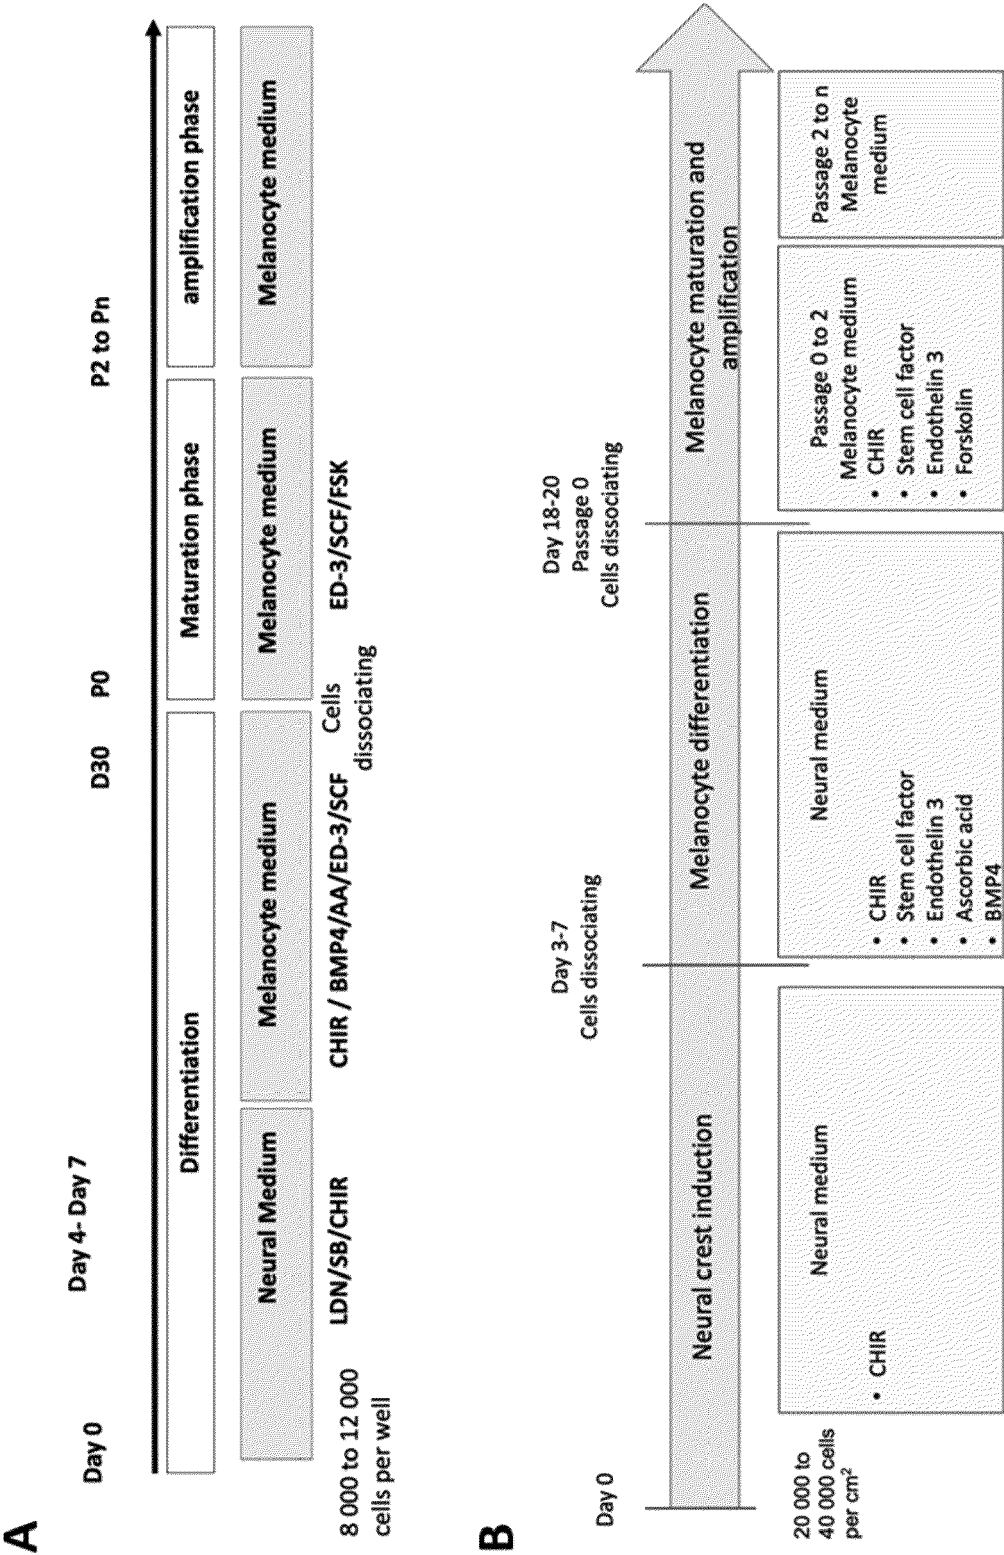 A
Day 0
Day 4- Day 7
D30
P0
P2 to Pn
Differentiation
Maturation phase
amplification phase
Neural Medium
Melanocyte medium
Melanocyte medium
Melanocyte medium
8 000 to 12 000
cells per well
LDN/SB/CHIR
CHIR / BMP4/AA/ED-3/SCF
Cells
dissociating
ED-3/SCF/FSK
B
Day 0
Day 3-7
Cells dissociating
Day 18-20
Passage 0
Cells dissociating
Neural crest induction
Melanocyte differentiation
Melanocyte maturation and
amplification
20 000 to
40 000 cells
per cm²
Neural medium
• CHIR
Neural medium
• CHIR
• Stem cell factor
• Endothelin 3
• Ascorbic acid
• BMP4
Passage 0 to 2
Melanocyte medium
• CHIR
• Stem cell factor
• Endothelin 3
• Forskolin
Passage 2 to n
Melanocyte
medium